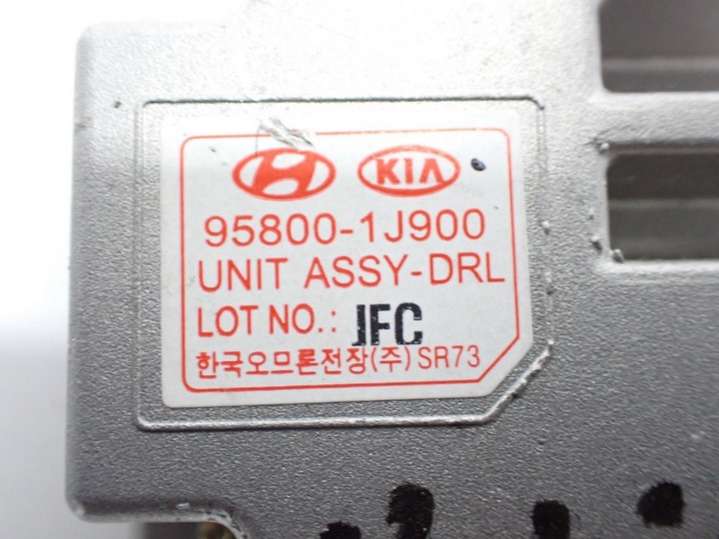 KIA
95800-1J900
UNIT ASSY-DRL
LOT NO.: JFC
한국오므론전장(주) SR73